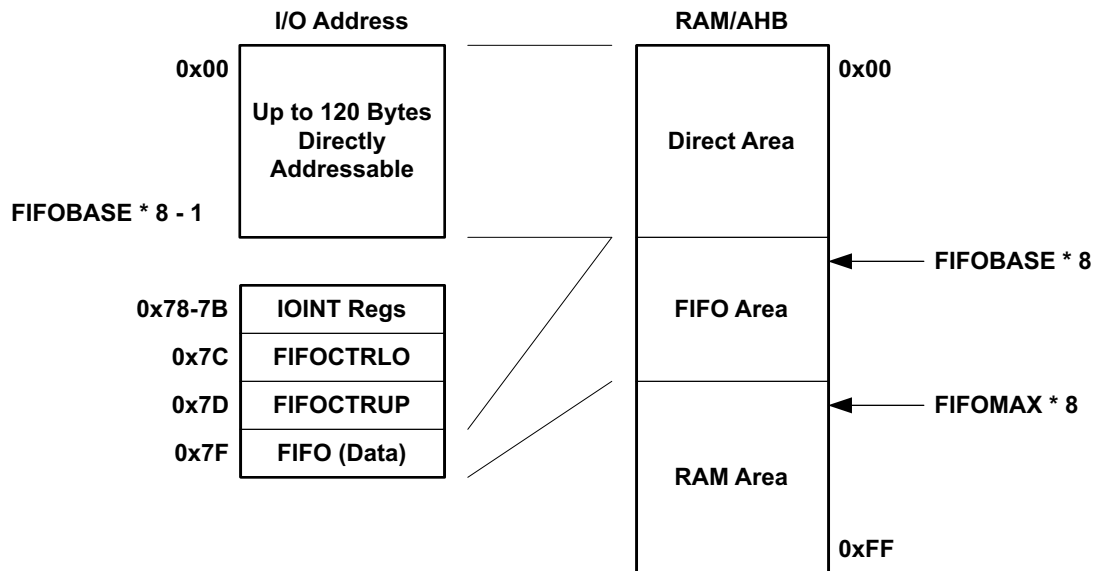 I/O Address
0x00
Up to 120 Bytes
Directly
Addressable
FIFOBASE * 8 - 1
0x78-7B
IOINT Regs
0x7C
FIFOCTRLO
0x7D
FIFOCTRUP
0x7F
FIFO (Data)
RAM/AHB
0x00
Direct Area
FIFOBASE * 8
FIFO Area
FIFOMAX * 8
RAM Area
0xFF